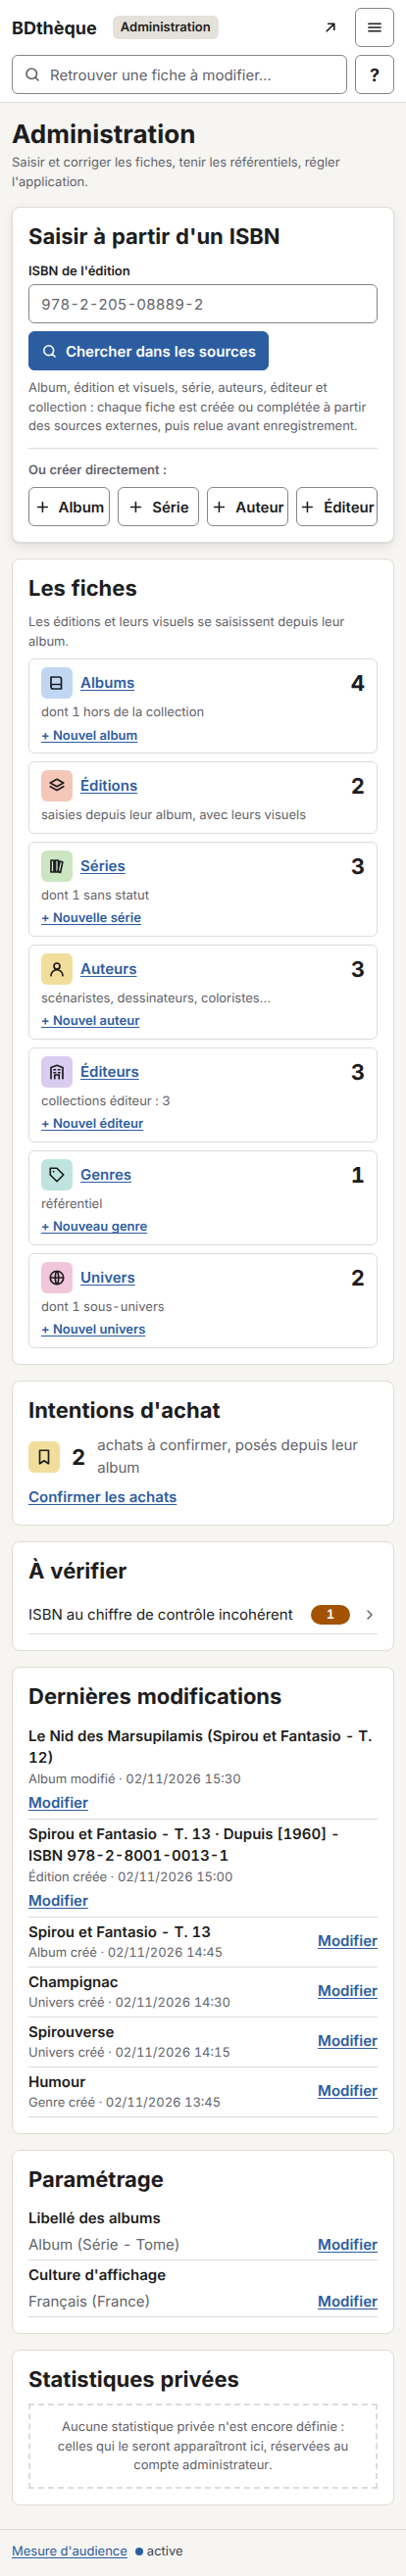 BDthèque Administration
Retrouver une fiche à modifier...
?
Administration
Saisir et corriger les fiches, tenir les référentiels, régler
l'application.
Saisir à partir d'un ISBN
ISBN de l'édition
978-2-205-08889-2
Chercher dans les sources
Album, édition et visuels, série, auteurs, éditeur et
collection : chaque fiche est créée ou complétée à partir
des sources externes, puis relue avant enregistrement.
Ou créer directement :
+ Album + Série + Auteur + Éditeur
Les fiches
Les éditions et leurs visuels se saisissent depuis leur
album.
Albums 4
dont 1 hors de la collection
+ Nouvel album
Éditions 2
saisies depuis leur album, avec leurs visuels
Séries 3
dont 1 sans statut
+ Nouvelle série
Auteurs 3
scénaristes, dessinateurs, coloristes...
+ Nouvel auteur
Éditeurs 3
collections éditeur : 3
+ Nouvel éditeur
Genres 1
référentiel
+ Nouveau genre
Univers 2
dont 1 sous-univers
+ Nouvel univers
Intentions d'achat
2 achats à confirmer, posés depuis leur
album
Confirmer les achats
À vérifier
ISBN au chiffre de contrôle incohérent 1
Dernières modifications
Le Nid des Marsupilamis (Spirou et Fantasio - T.
12)
Album modifié · 02/11/2026 15:30
Modifier
Spirou et Fantasio - T. 13 · Dupuis [1960] -
ISBN 978-2-8001-0013-1
Édition créée · 02/11/2026 15:00
Modifier
Spirou et Fantasio - T. 13
Album créé · 02/11/2026 14:45
Modifier
Champignac
Univers créé · 02/11/2026 14:30
Modifier
Spirouverse
Univers créé · 02/11/2026 14:15
Modifier
Humour
Genre créé · 02/11/2026 13:45
Modifier
Paramétrage
Libellé des albums
Album (Série - Tome) Modifier
Culture d'affichage
Français (France) Modifier
Statistiques privées
Aucune statistique privée n'est encore définie :
celles qui le seront apparaîtront ici, réservées au
compte administrateur.
Mesure d'audience active